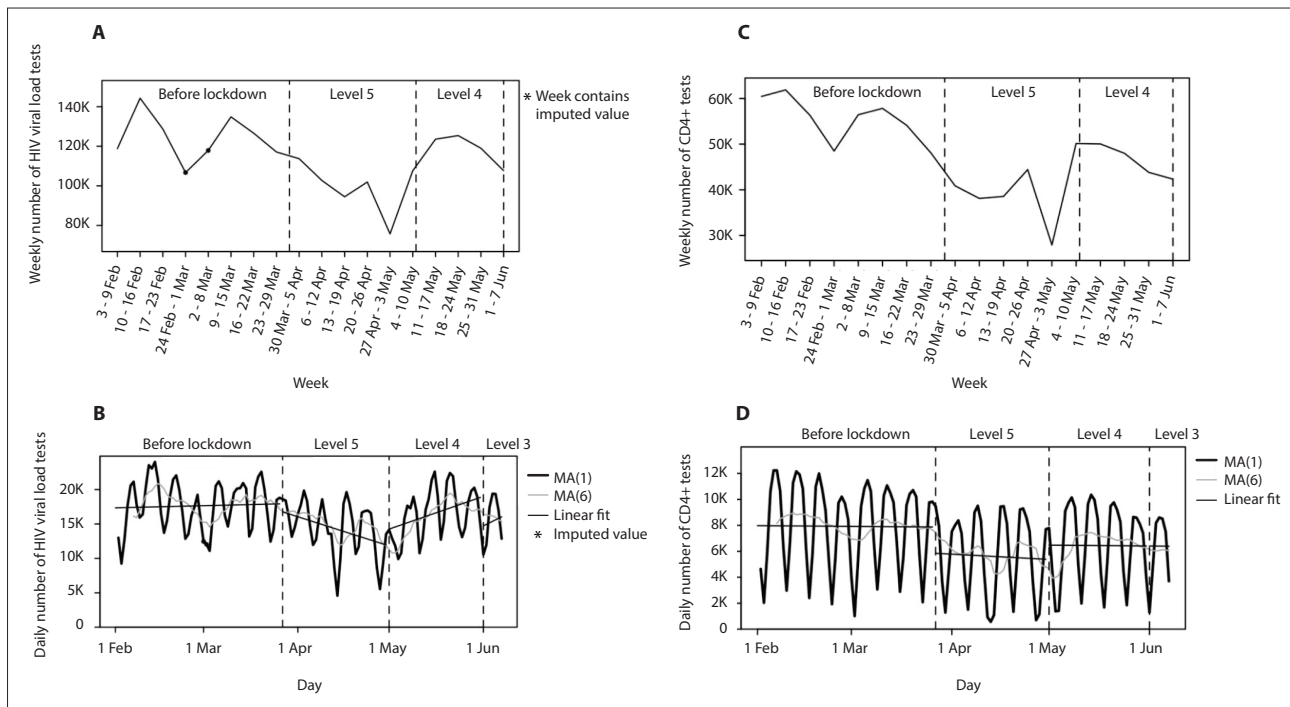 A
Before lockdown
Level 5
Level 4
* Week contains
imputed value
Weekly number of HIV viral load tests
140K
120K
100K
80K
3 - 9 Feb
10 - 16 Feb
17 - 23 Feb
24 Feb - 1 Mar
2 - 8 Mar
9 - 15 Mar
16 - 22 Mar
23 - 29 Mar
30 Mar - 5 Apr
6 - 12 Apr
13 - 19 Apr
20 - 26 Apr
27 Apr - 3 May
4 - 10 May
11 - 17 May
18 - 24 May
25 - 31 May
1 - 7 Jun
Week
C
Before lockdown
Level 5
Level 4
Weekly number of CD4+ tests
60K
50K
40K
30K
3 - 9 Feb
10 - 16 Feb
17 - 23 Feb
24 Feb - 1 Mar
2 - 8 Mar
9 - 15 Mar
16 - 22 Mar
23 - 29 Mar
30 Mar - 5 Apr
6 - 12 Apr
13 - 19 Apr
20 - 26 Apr
27 Apr - 3 May
4 - 10 May
11 - 17 May
18 - 24 May
25 - 31 May
1 - 7 Jun
Week
B
Before lockdown
Level 5
Level 4
Level 3
MA(1)
MA(6)
Linear fit
* Imputed value
Daily number of HIV viral load tests
20K
15K
10K
5K
0
1 Feb
1 Mar
1 Apr
1 May
1 Jun
Day
D
Before lockdown
Level 5
Level 4
Level 3
MA(1)
MA(6)
Linear fit
Daily number of CD4+ tests
12K
10K
8K
6K
4K
2K
0
1 Feb
1 Mar
1 Apr
1 May
1 Jun
Day